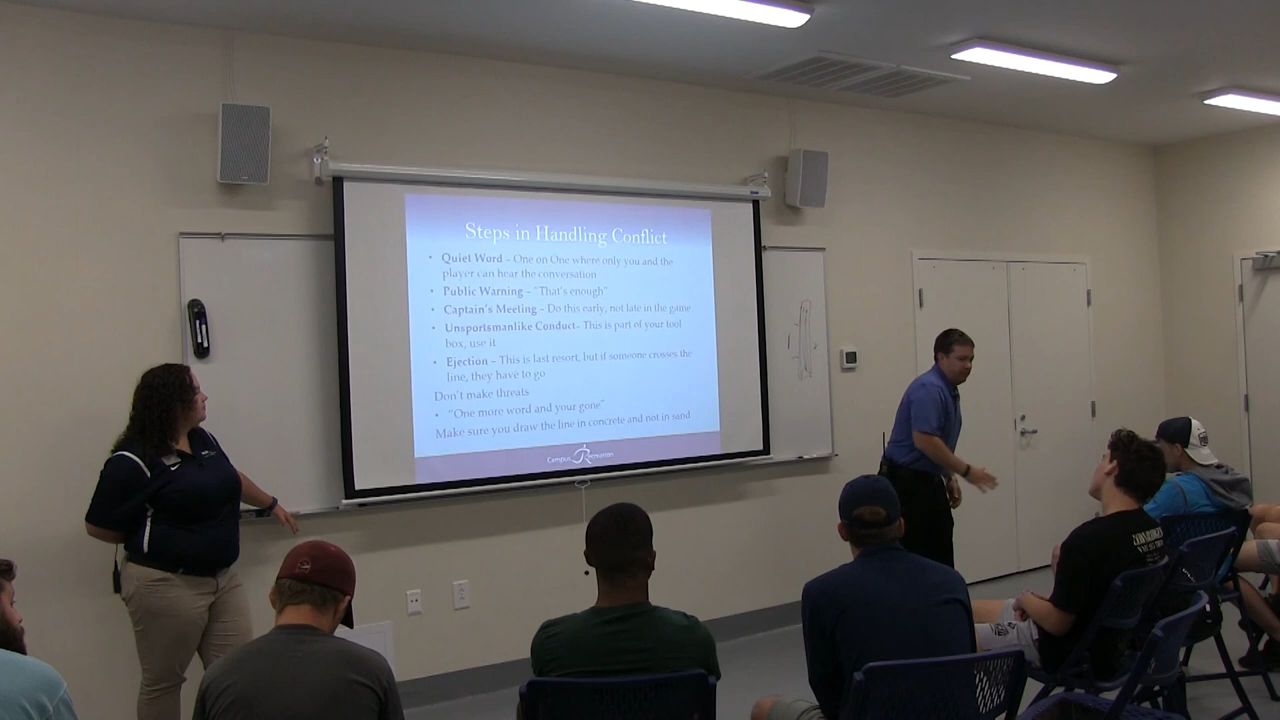 Steps in Handling Conflict
• Quiet Word – One on One where only you and the
player can hear the conversation
• Public Warning – "That's enough"
• Captain's Meeting – Do this early, not late in the game
• Unsportsmanlike Conduct- This is part of your tool
box, use it
• Ejection – This is last resort, but if someone crosses the
line, they have to go
Don't make threats
• "One more word and your gone"
Make sure you draw the line in concrete and not in sand
Campus Recreation